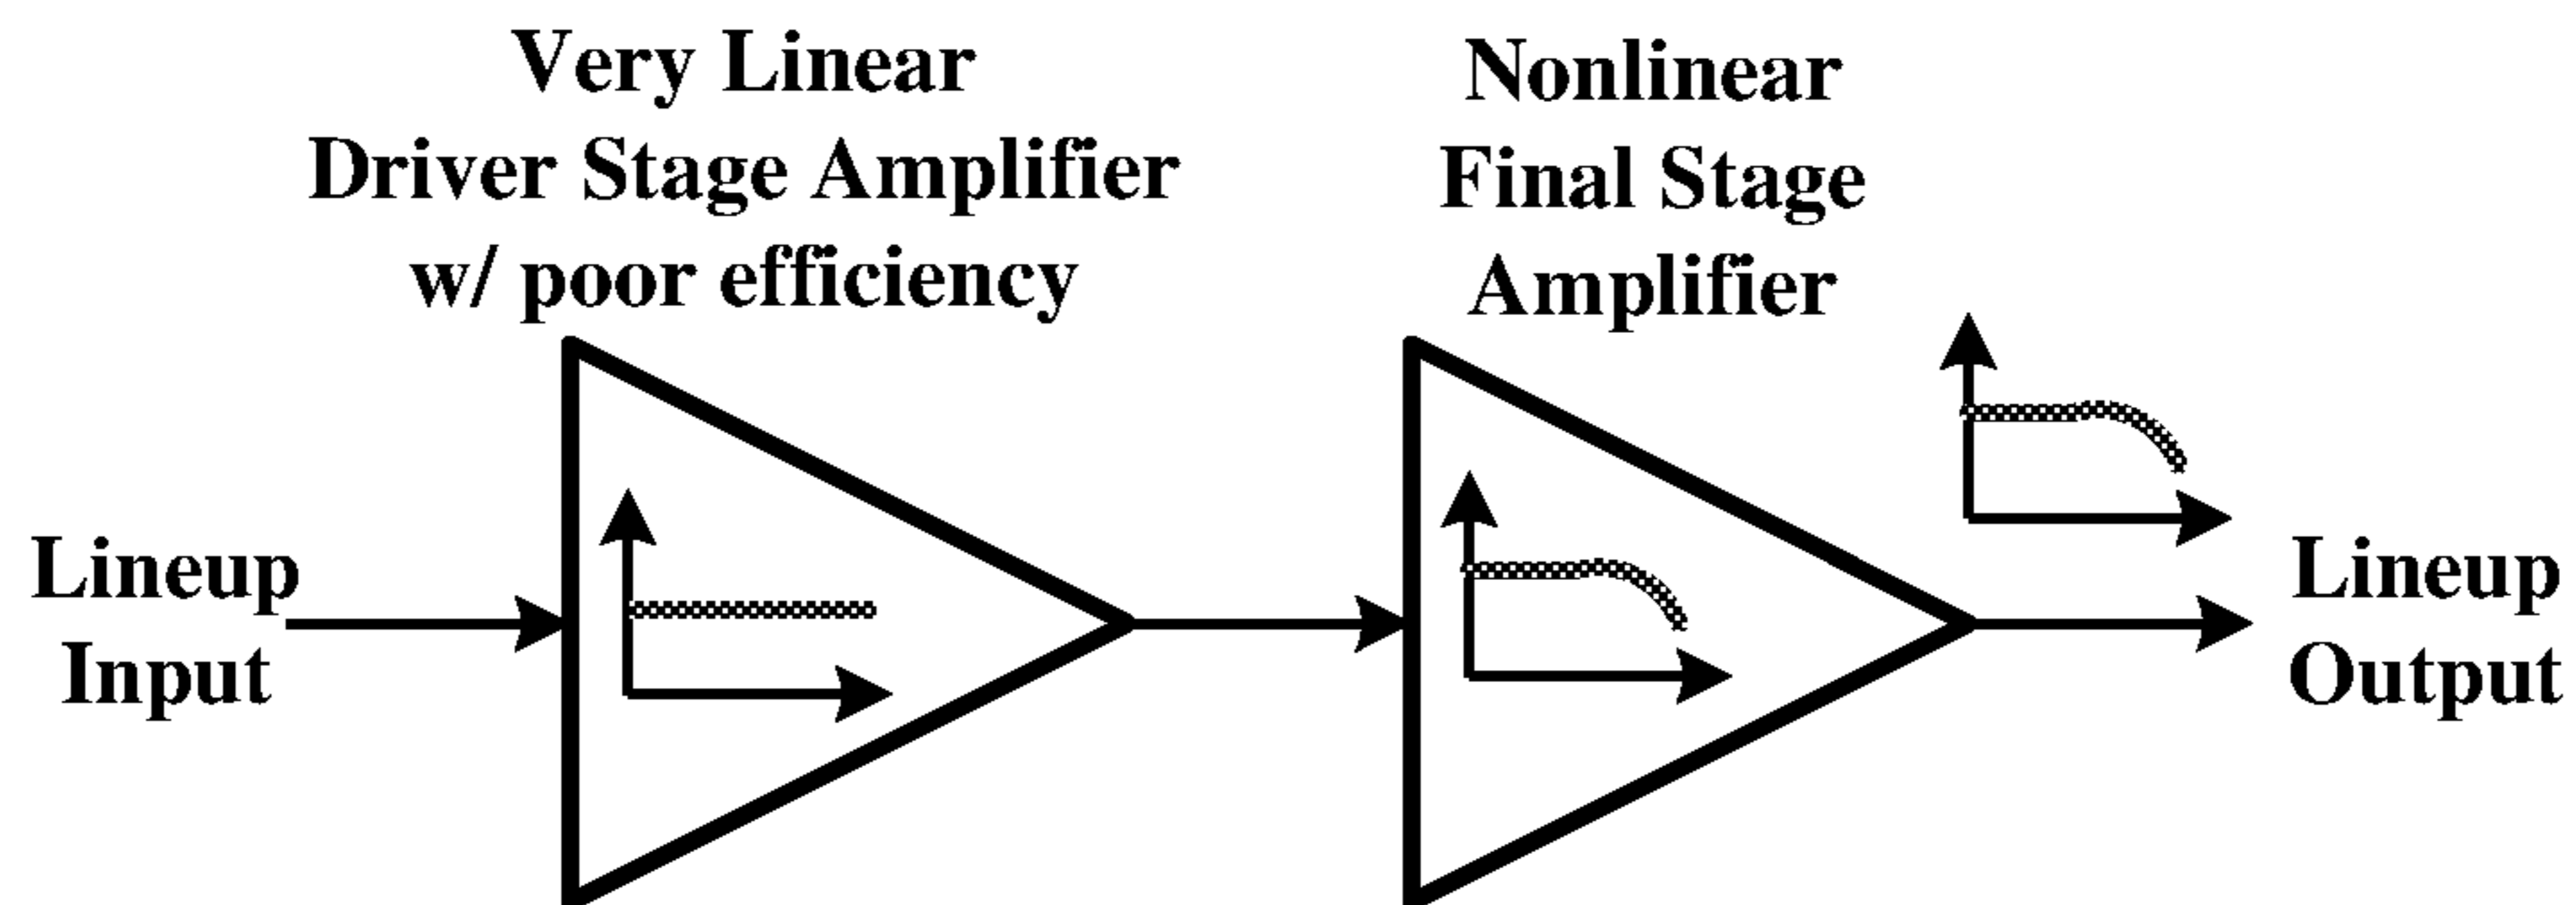 Very Linear
Driver Stage Amplifier
w/ poor efficiency
Nonlinear
Final Stage
Amplifier
Lineup
Input
Lineup
Output